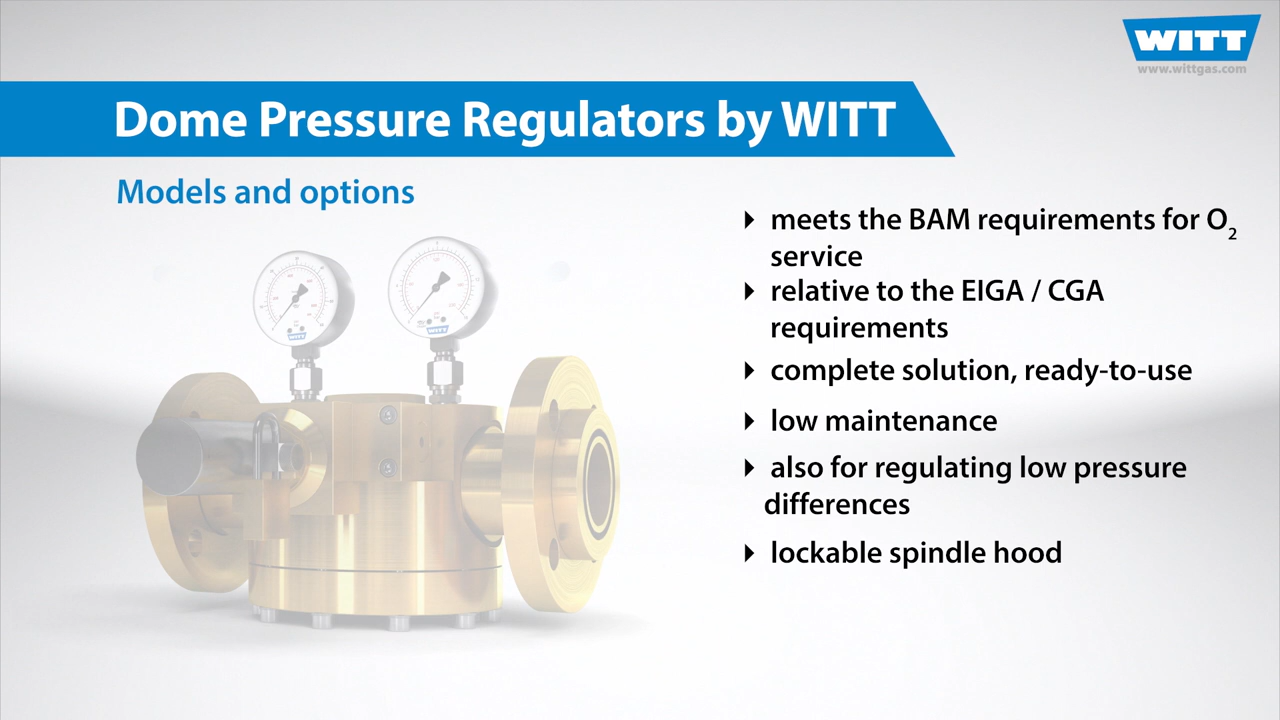 WITT
www.wittgas.com
Dome Pressure Regulators by WITT
Models and options
meets the BAM requirements for O₂
service
relative to the EIGA / CGA
requirements
complete solution, ready-to-use
low maintenance
also for regulating low pressure
differences
lockable spindle hood
WITT
WITT